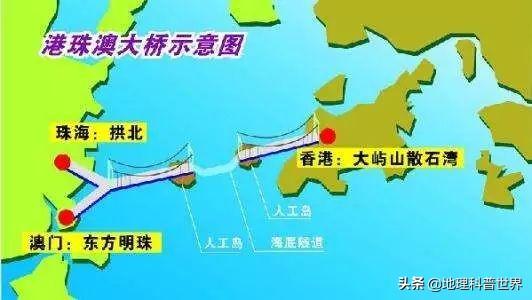 港珠澳大桥示意图
珠海：拱北
香港：大屿山散石湾
人工岛
澳门：东方明珠
人工岛
海底隧道
头条 @地理科普世界